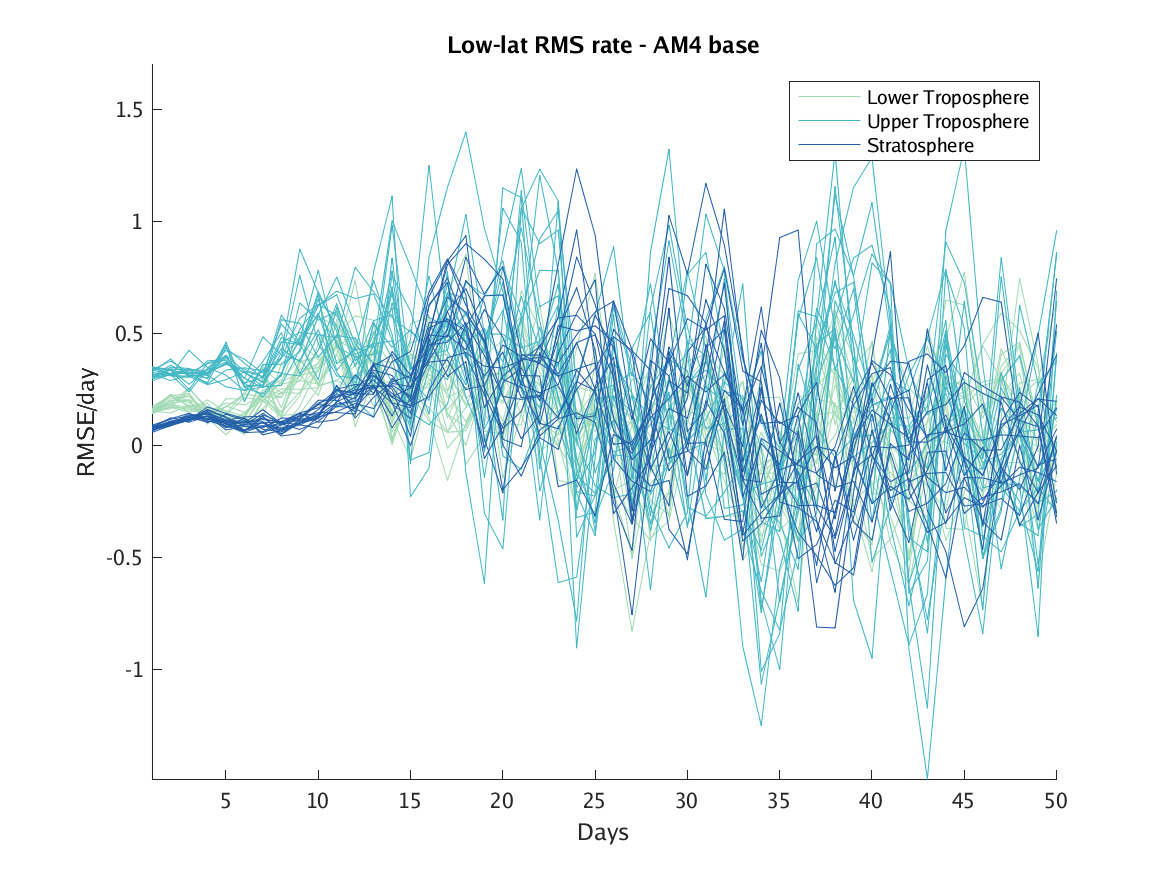 Low-lat RMS rate - AM4 base
Lower Troposphere
Upper Troposphere
Stratosphere
RMSE/day
1.5
1
0.5
0
-0.5
-1
5 10 15 20 25 30 35 40 45 50
Days